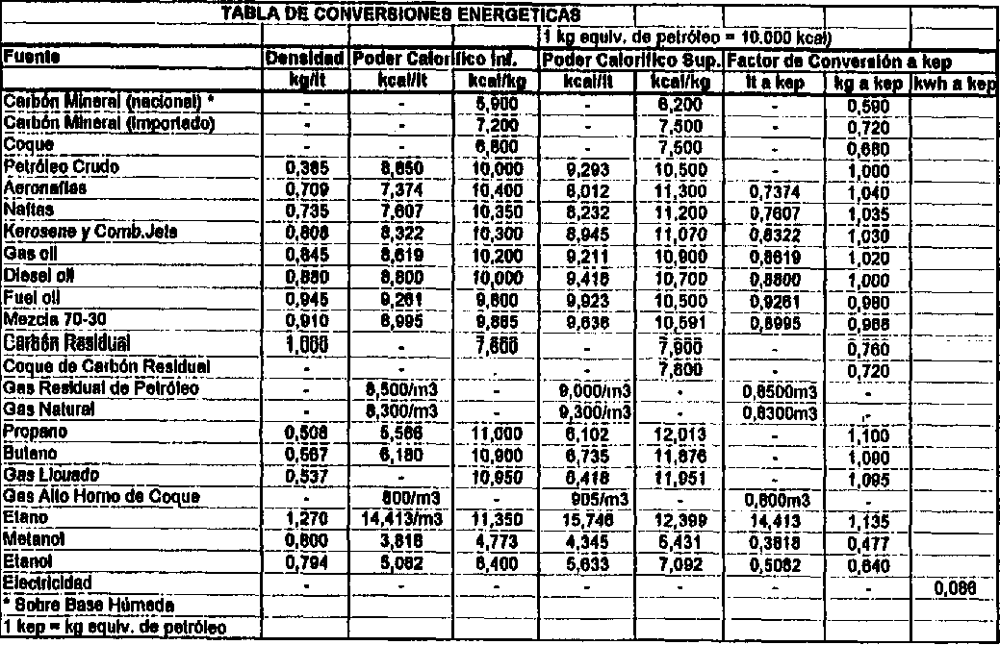 TABLA DE CONVERSIONES ENERGETICAS
1 kg equiv. de petróleo = 10.000 kcal)
Fuente Densidad Poder Calorifico Inf. Poder Calorifico Sup. Factor de Conversión a kep
kg/lt kcal/lt kcal/kg kcal/lt kcal/kg lt a kep kg a kep kwh a kep
Carbón Mineral (nacional) * - - 5,900 - 6,200 - 0,590
Carbón Mineral (Importado) - - 7,200 - 7,500 - 0,720
Coque - - 6,800 - 7,500 - 0,680
Petróleo Crudo 0,385 8,850 10,000 9,293 10,500 - 1,000
Aeronaftas 0,709 7,374 10,400 8,012 11,300 0,7374 1,040
Naftas 0,735 7,607 10,350 8,232 11,200 0,7607 1,035
Kerosene y Comb.Jets 0,808 8,322 10,300 8,945 11,070 0,8322 1,030
Gas oil 0,845 8,619 10,200 9,211 10,900 0,8619 1,020
Diesel oil 0,880 8,800 10,000 9,416 10,700 0,8800 1,000
Fuel oil 0,945 9,261 9,800 9,923 10,500 0,9261 0,980
Mezcla 70-30 0,910 8,995 9,885 9,636 10,591 0,8995 0,988
Carbón Residual 1,000 - 7,600 - 7,900 - 0,760
Coque de Carbón Residual - - - - 7,800 - 0,720
Gas Residual de Petróleo - 8,500/m3 - 9,000/m3 - 0,8500m3 -
Gas Natural - 8,300/m3 - 9,300/m3 - 0,8300m3 -
Propano 0,508 5,588 11,000 6,102 12,013 - 1,100
Butano 0,567 6,180 10,900 6,735 11,876 - 1,090
Gas Licuado 0,537 - 10,950 6,418 11,951 - 1,095
Gas Alto Horno de Coque - 800/m3 - 905/m3 - 0,800m3 -
Etano 1,270 14,413/m3 11,350 15,746 12,399 14,413 1,135
Metanol 0,800 3,818 4,773 4,345 5,431 0,3818 0,477
Etanol 0,794 5,082 6,400 5,633 7,092 0,5082 0,640
Electricidad - - - - - - - 0,086
* Sobre Base Húmeda
1 kep = kg equiv. de petróleo